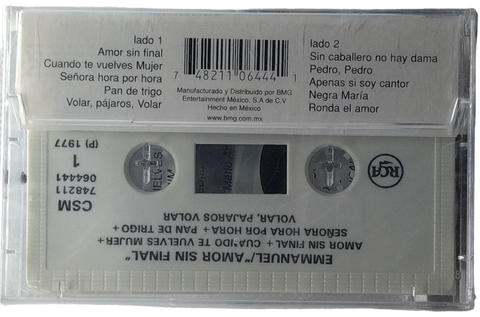 lado 1
Amor sin final
Cuando te vuelves Mujer
Señora hora por hora
Pan de trigo
Volar, pájaros, Volar
7 48211 06444 1
Manufacturado y Distribuido por BMG
Entertainment México, S.A de C.V
Hecho en México
www.bmg.com.mx
lado 2
Sin caballero no hay dama
Pedro, Pedro
Apenas si soy cantor
Negra María
Ronda el amor
EMMANUEL/"AMOR SIN FINAL"
AMOR SIN FINAL + CUANDO TE VUELVES MUJER+
SEÑORA HORA POR HORA + PAN DE TRIGO +
VOLAR, PAJAROS VOLAR
CSM
748211
064441
1
(P) 1977
RCA